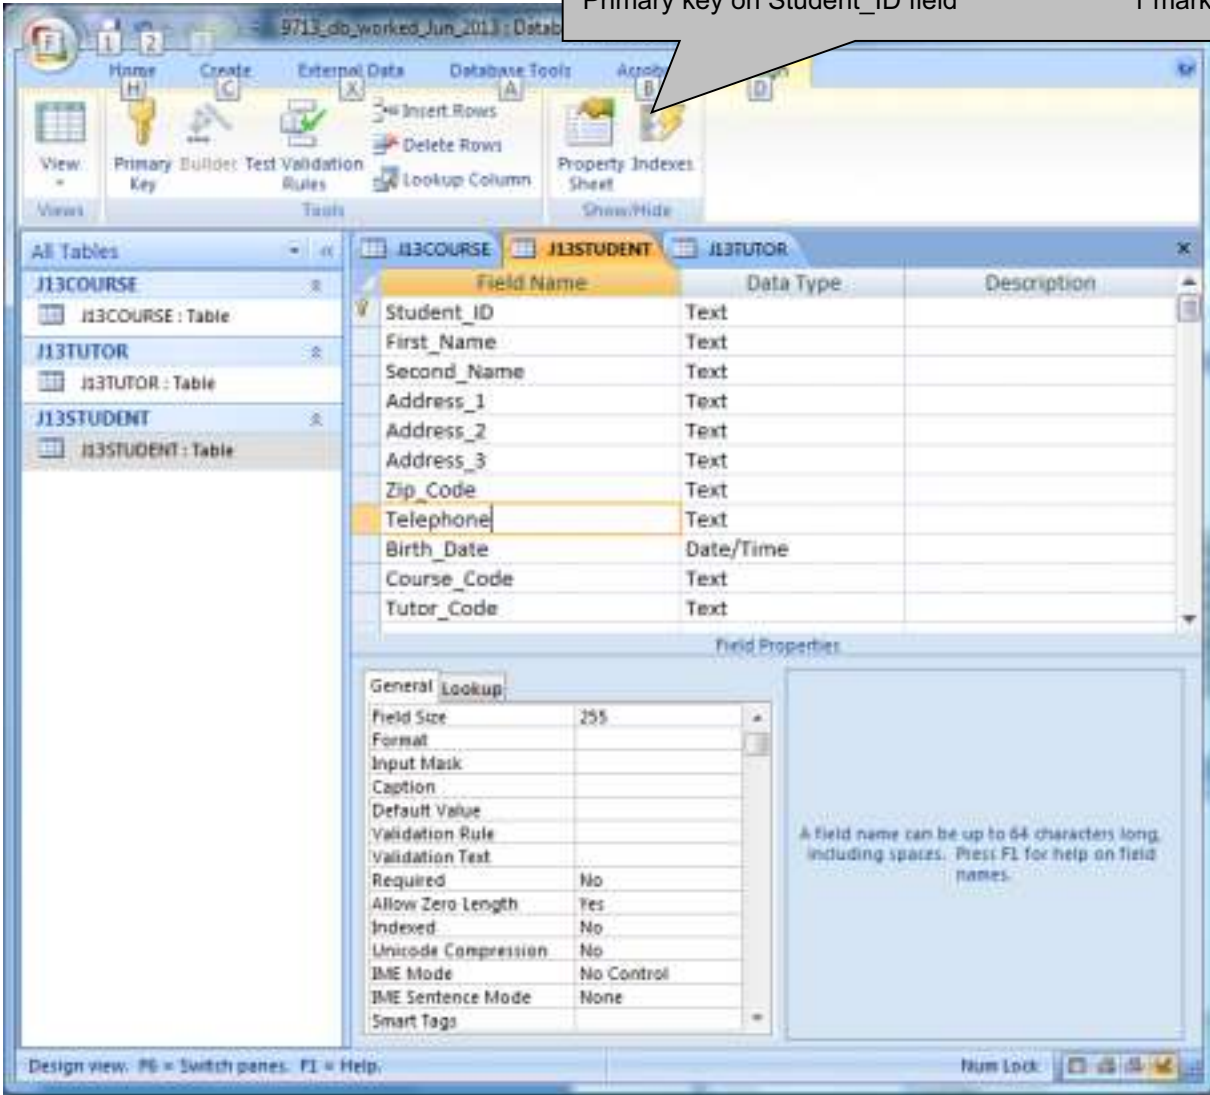 Primary key on Student_ID field 1 mark
9713_db_worked_Jun_2013 : Datab
F 1 2
Home Create External Data Database Tools
H C X A B D
View
Primary Key
Builder
Test Validation Rules
Insert Rows
Delete Rows
Lookup Column
Property Sheet
Indexes
Views Tools Show/Hide
All Tables
J13COURSE
J13COURSE : Table
J13TUTOR
J13TUTOR : Table
J13STUDENT
J13STUDENT : Table
J13COURSE J13STUDENT J13TUTOR
Field Name Data Type Description
Student_ID Text
First_Name Text
Second_Name Text
Address_1 Text
Address_2 Text
Address_3 Text
Zip_Code Text
Telephone Text
Birth_Date Date/Time
Course_Code Text
Tutor_Code Text
Field Properties
General Lookup
Field Size 255
Format
Input Mask
Caption
Default Value
Validation Rule
Validation Text
Required No
Allow Zero Length Yes
Indexed No
Unicode Compression No
IME Mode No Control
IME Sentence Mode None
Smart Tags
A field name can be up to 64 characters long,
including spaces. Press F1 for help on field
names.
Design view. F6 = Switch panes. F1 = Help. Num Lock